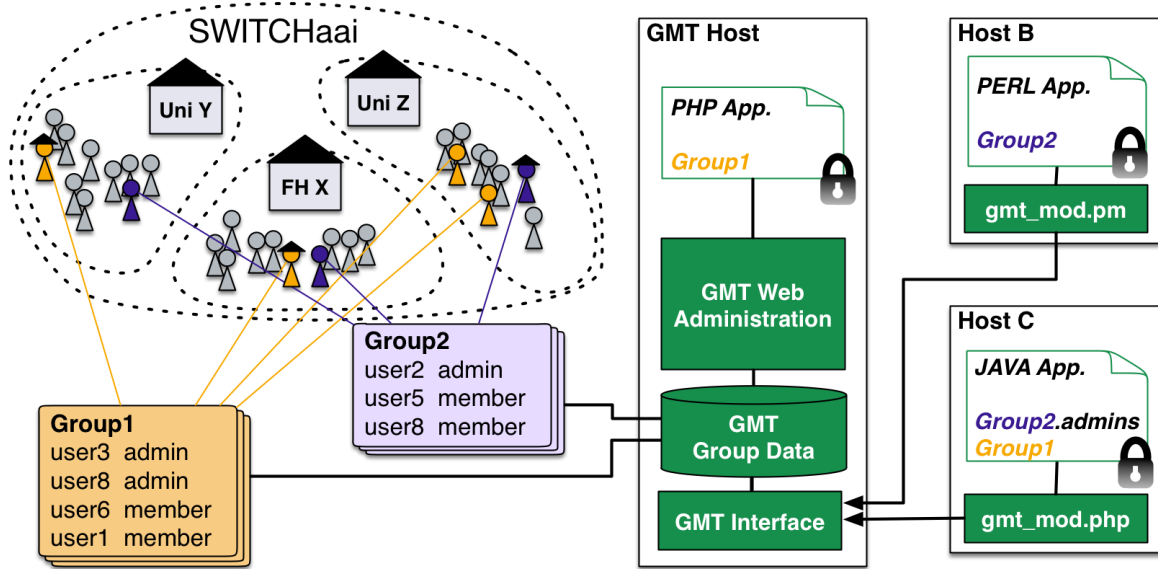 SWITCHaai
Uni Y
Uni Z
FH X
Group2
user2 admin
user5 member
user8 member
Group1
user3 admin
user8 admin
user6 member
user1 member
GMT Host
PHP App.
Group1
GMT Web
Administration
GMT
Group Data
GMT Interface
Host B
PERL App.
Group2
gmt_mod.pm
Host C
JAVA App.
Group2.admins
Group1
gmt_mod.php